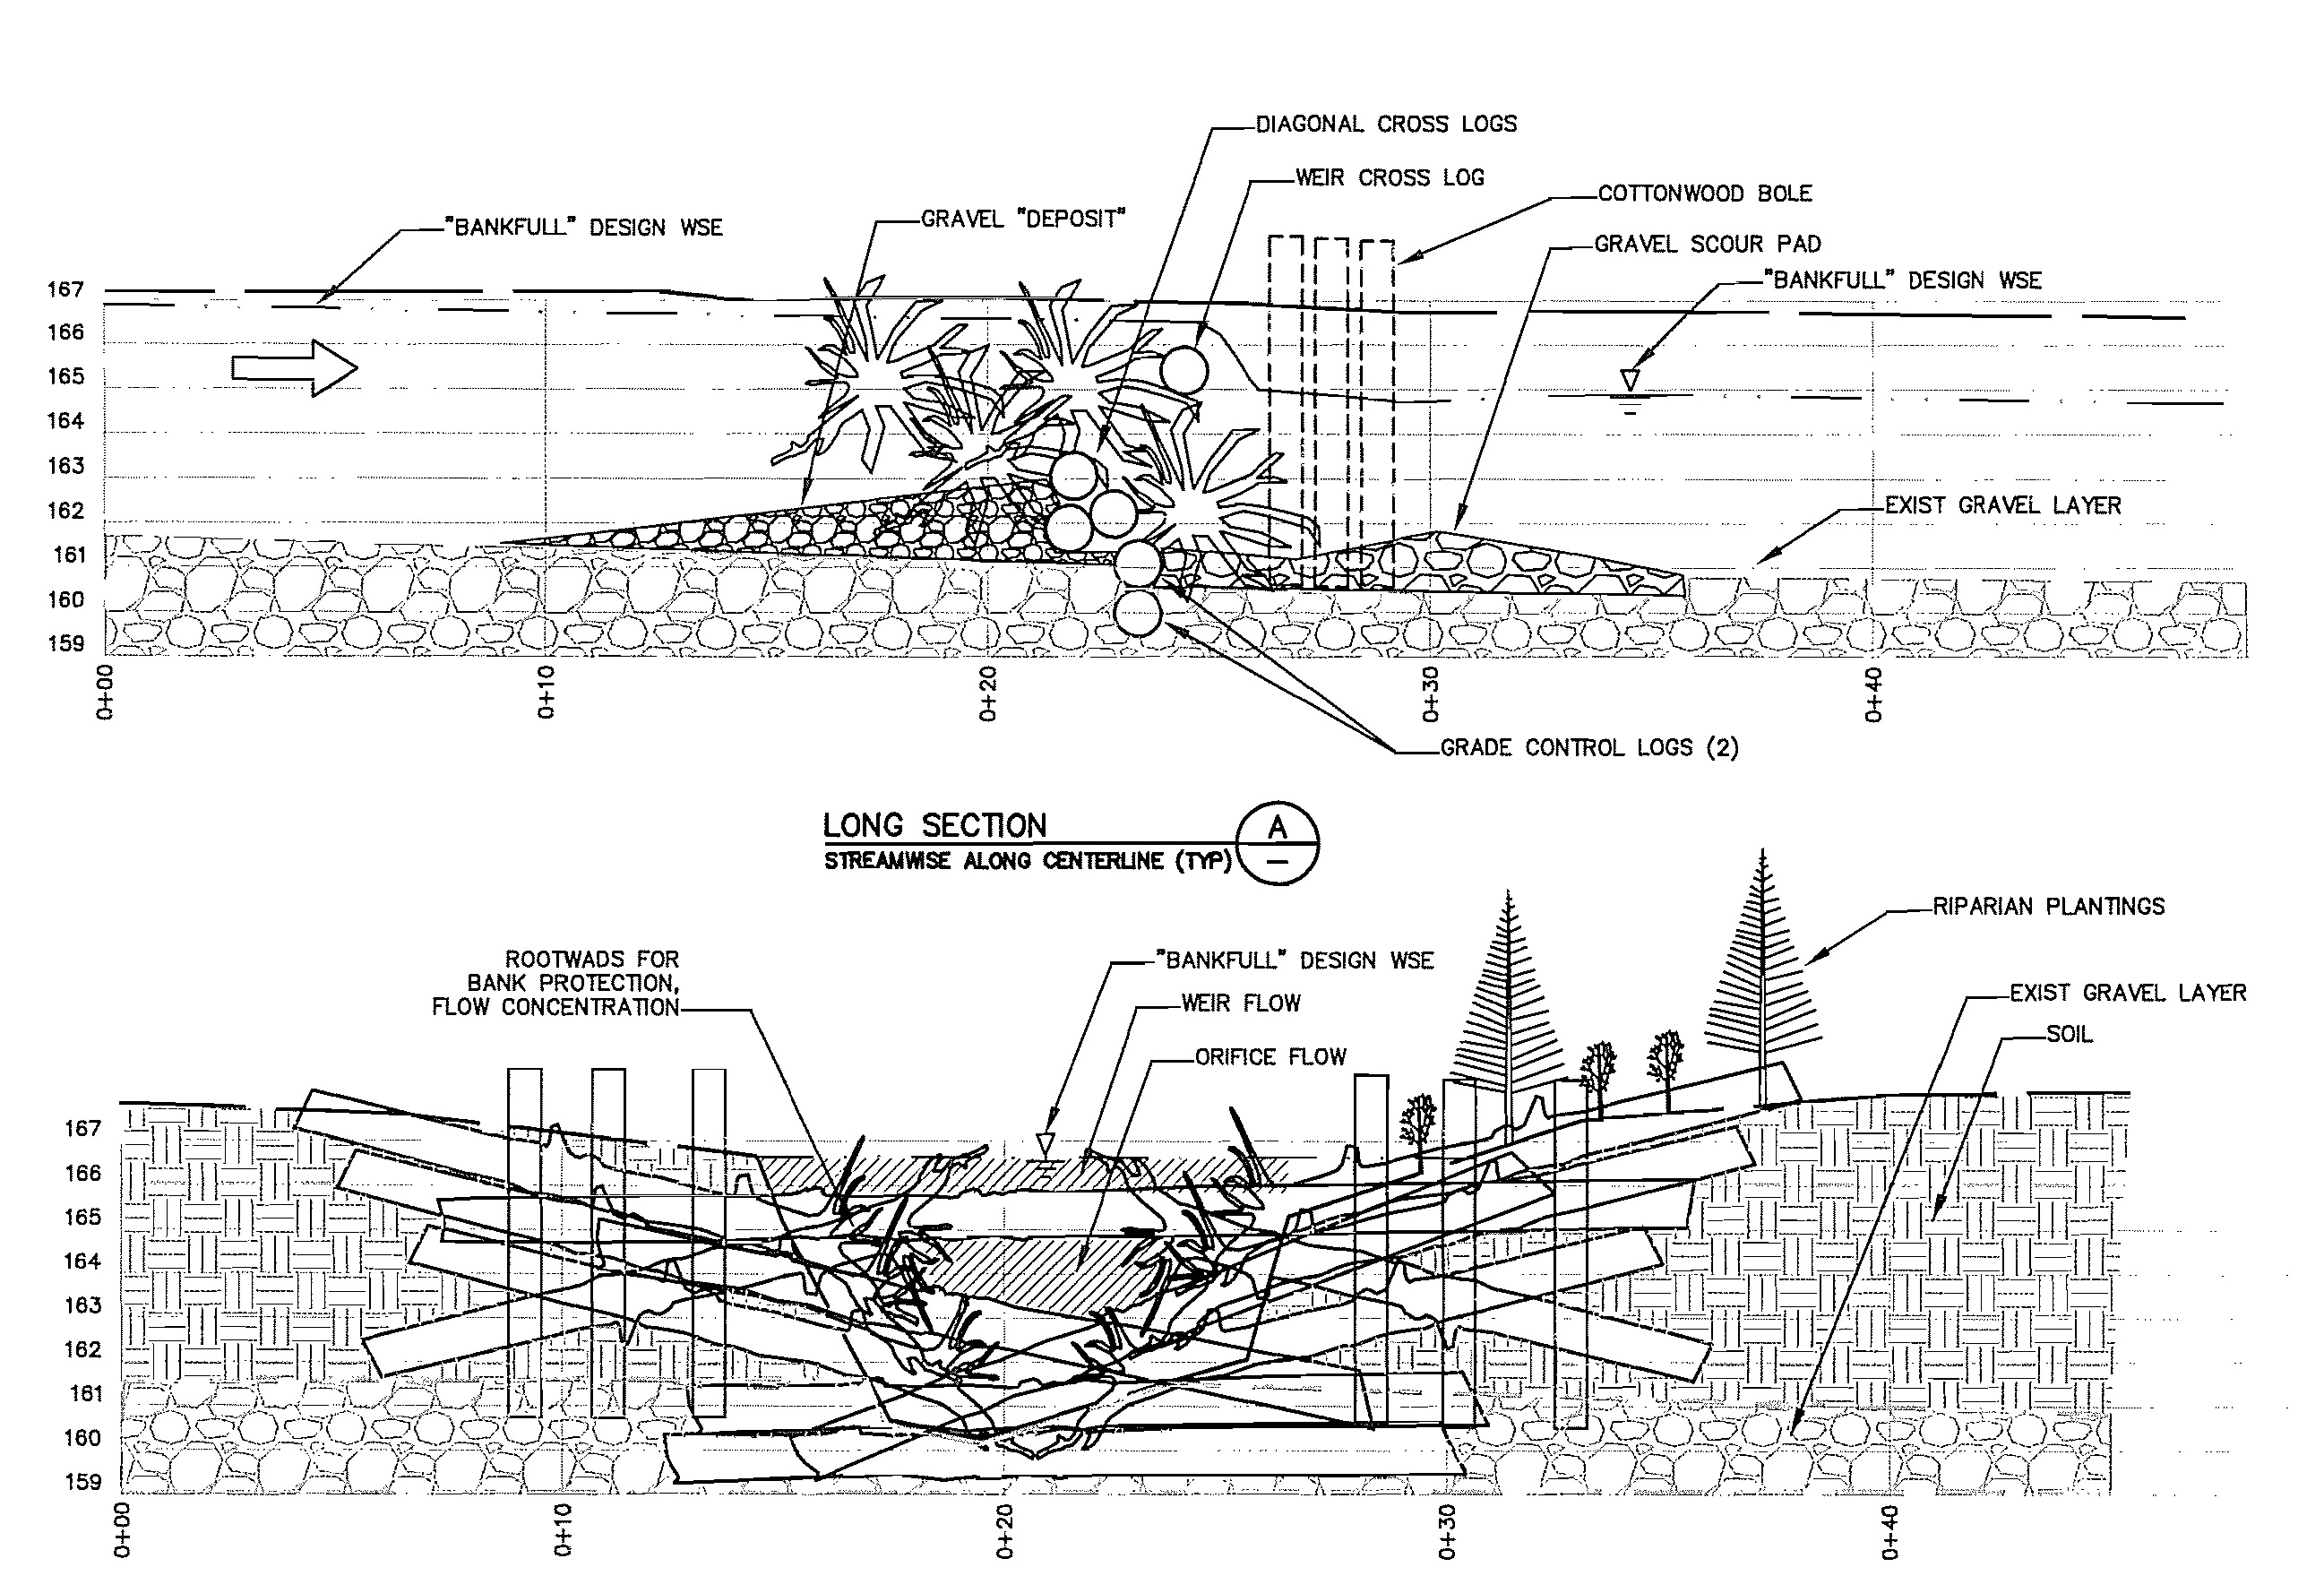 DIAGONAL CROSS LOGS
WEIR CROSS LOG
COTTONWOOD BOLE
GRAVEL "DEPOSIT"
"BANKFULL" DESIGN WSE
GRAVEL SCOUR PAD
"BANKFULL" DESIGN WSE
167
166
165
164
163
162
161
160
159
EXIST GRAVEL LAYER
0+00
0+10
0+20
0+30
0+40
GRADE CONTROL LOGS (2)
LONG SECTION
STREAMWISE ALONG CENTERLINE (TYP)
A
–
RIPARIAN PLANTINGS
ROOTWADS FOR
BANK PROTECTION,
FLOW CONCENTRATION
"BANKFULL" DESIGN WSE
WEIR FLOW
ORIFICE FLOW
EXIST GRAVEL LAYER
SOIL
167
166
165
164
163
162
161
160
159
0+00
0+10
0+20
0+30
0+40